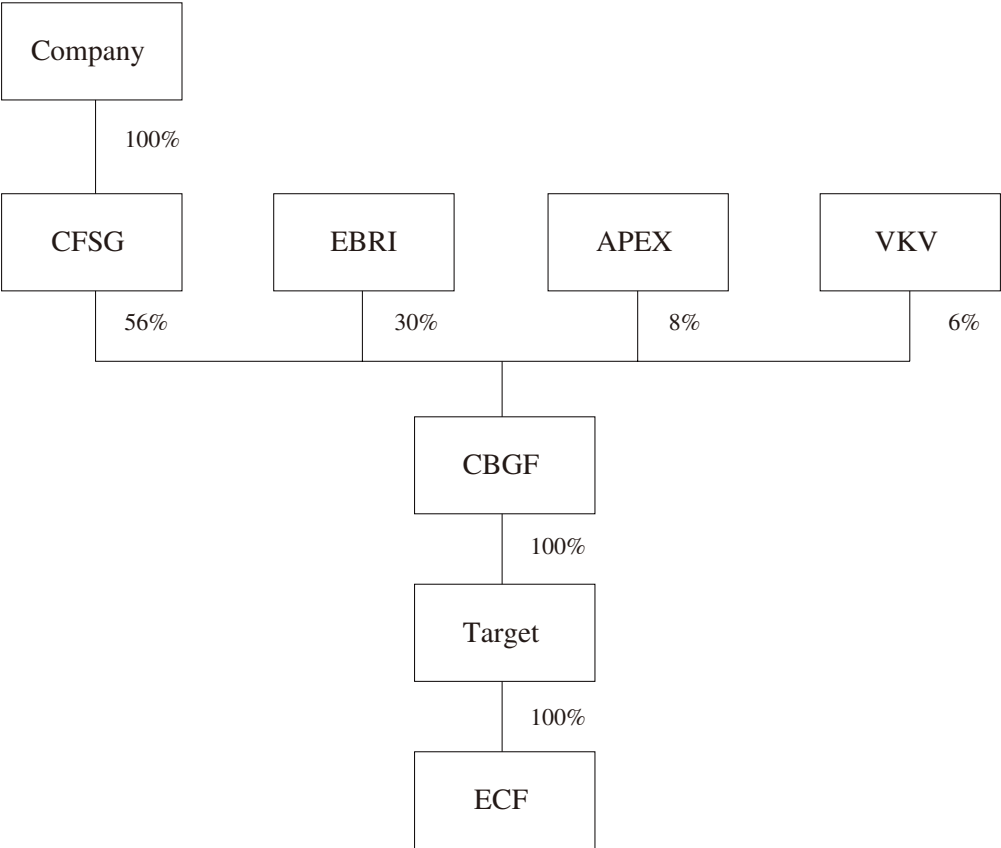 Company
100%
CFSG
EBRI
APEX
VKV
56%
30%
8%
6%
CBGF
100%
Target
100%
ECF